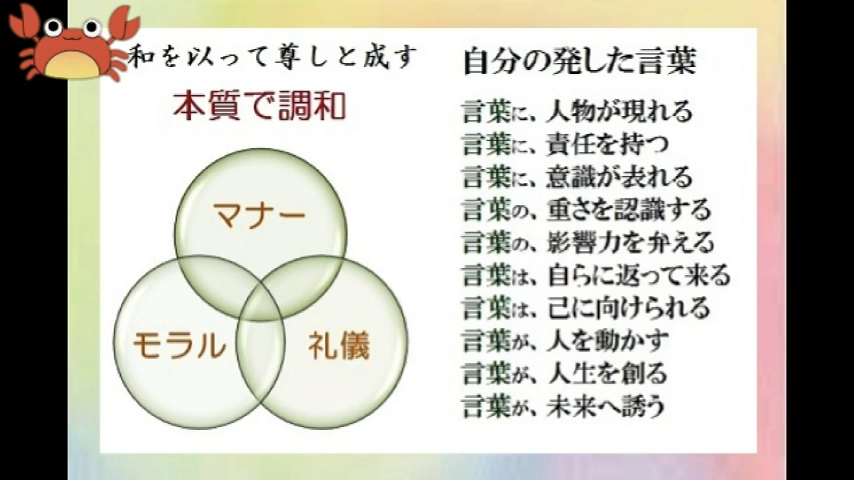 和を以って尊しと成す
本質で調和
マナー
モラル
礼儀
自分の発した言葉
言葉に、人物が現れる
言葉に、責任を持つ
言葉に、意識が表れる
言葉の、重さを認識する
言葉の、影響力を弁える
言葉は、自らに返って来る
言葉は、己に向けられる
言葉が、人を動かす
言葉が、人生を創る
言葉が、未来へ誘う